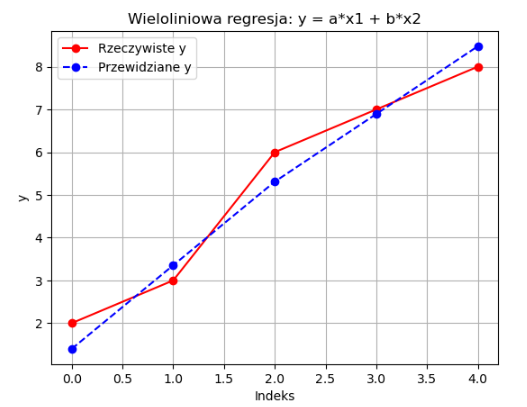 Wieloliniowa regresja: y = a*x1 + b*x2
Rzeczywiste y
Przewidziane y
8
7
6
5
4
3
2
y
0.0 0.5 1.0 1.5 2.0 2.5 3.0 3.5 4.0
Indeks